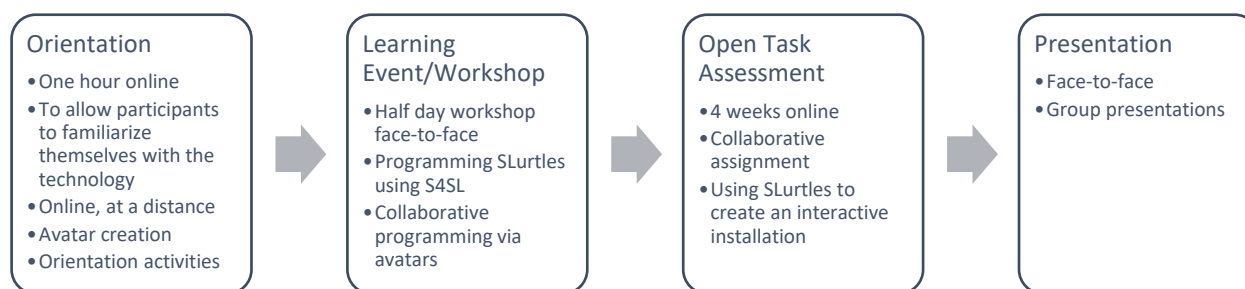 Orientation
•One hour online
•To allow participants
to familiarize
themselves with the
technology
•Online, at a distance
•Avatar creation
•Orientation activities
Learning
Event/Workshop
•Half day workshop
face-to-face
•Programming SLurtles
using S4SL
•Collaborative
programming via
avatars
Open Task
Assessment
•4 weeks online
•Collaborative
assignment
•Using SLurtles to
create an interactive
installation
Presentation
•Face-to-face
•Group presentations